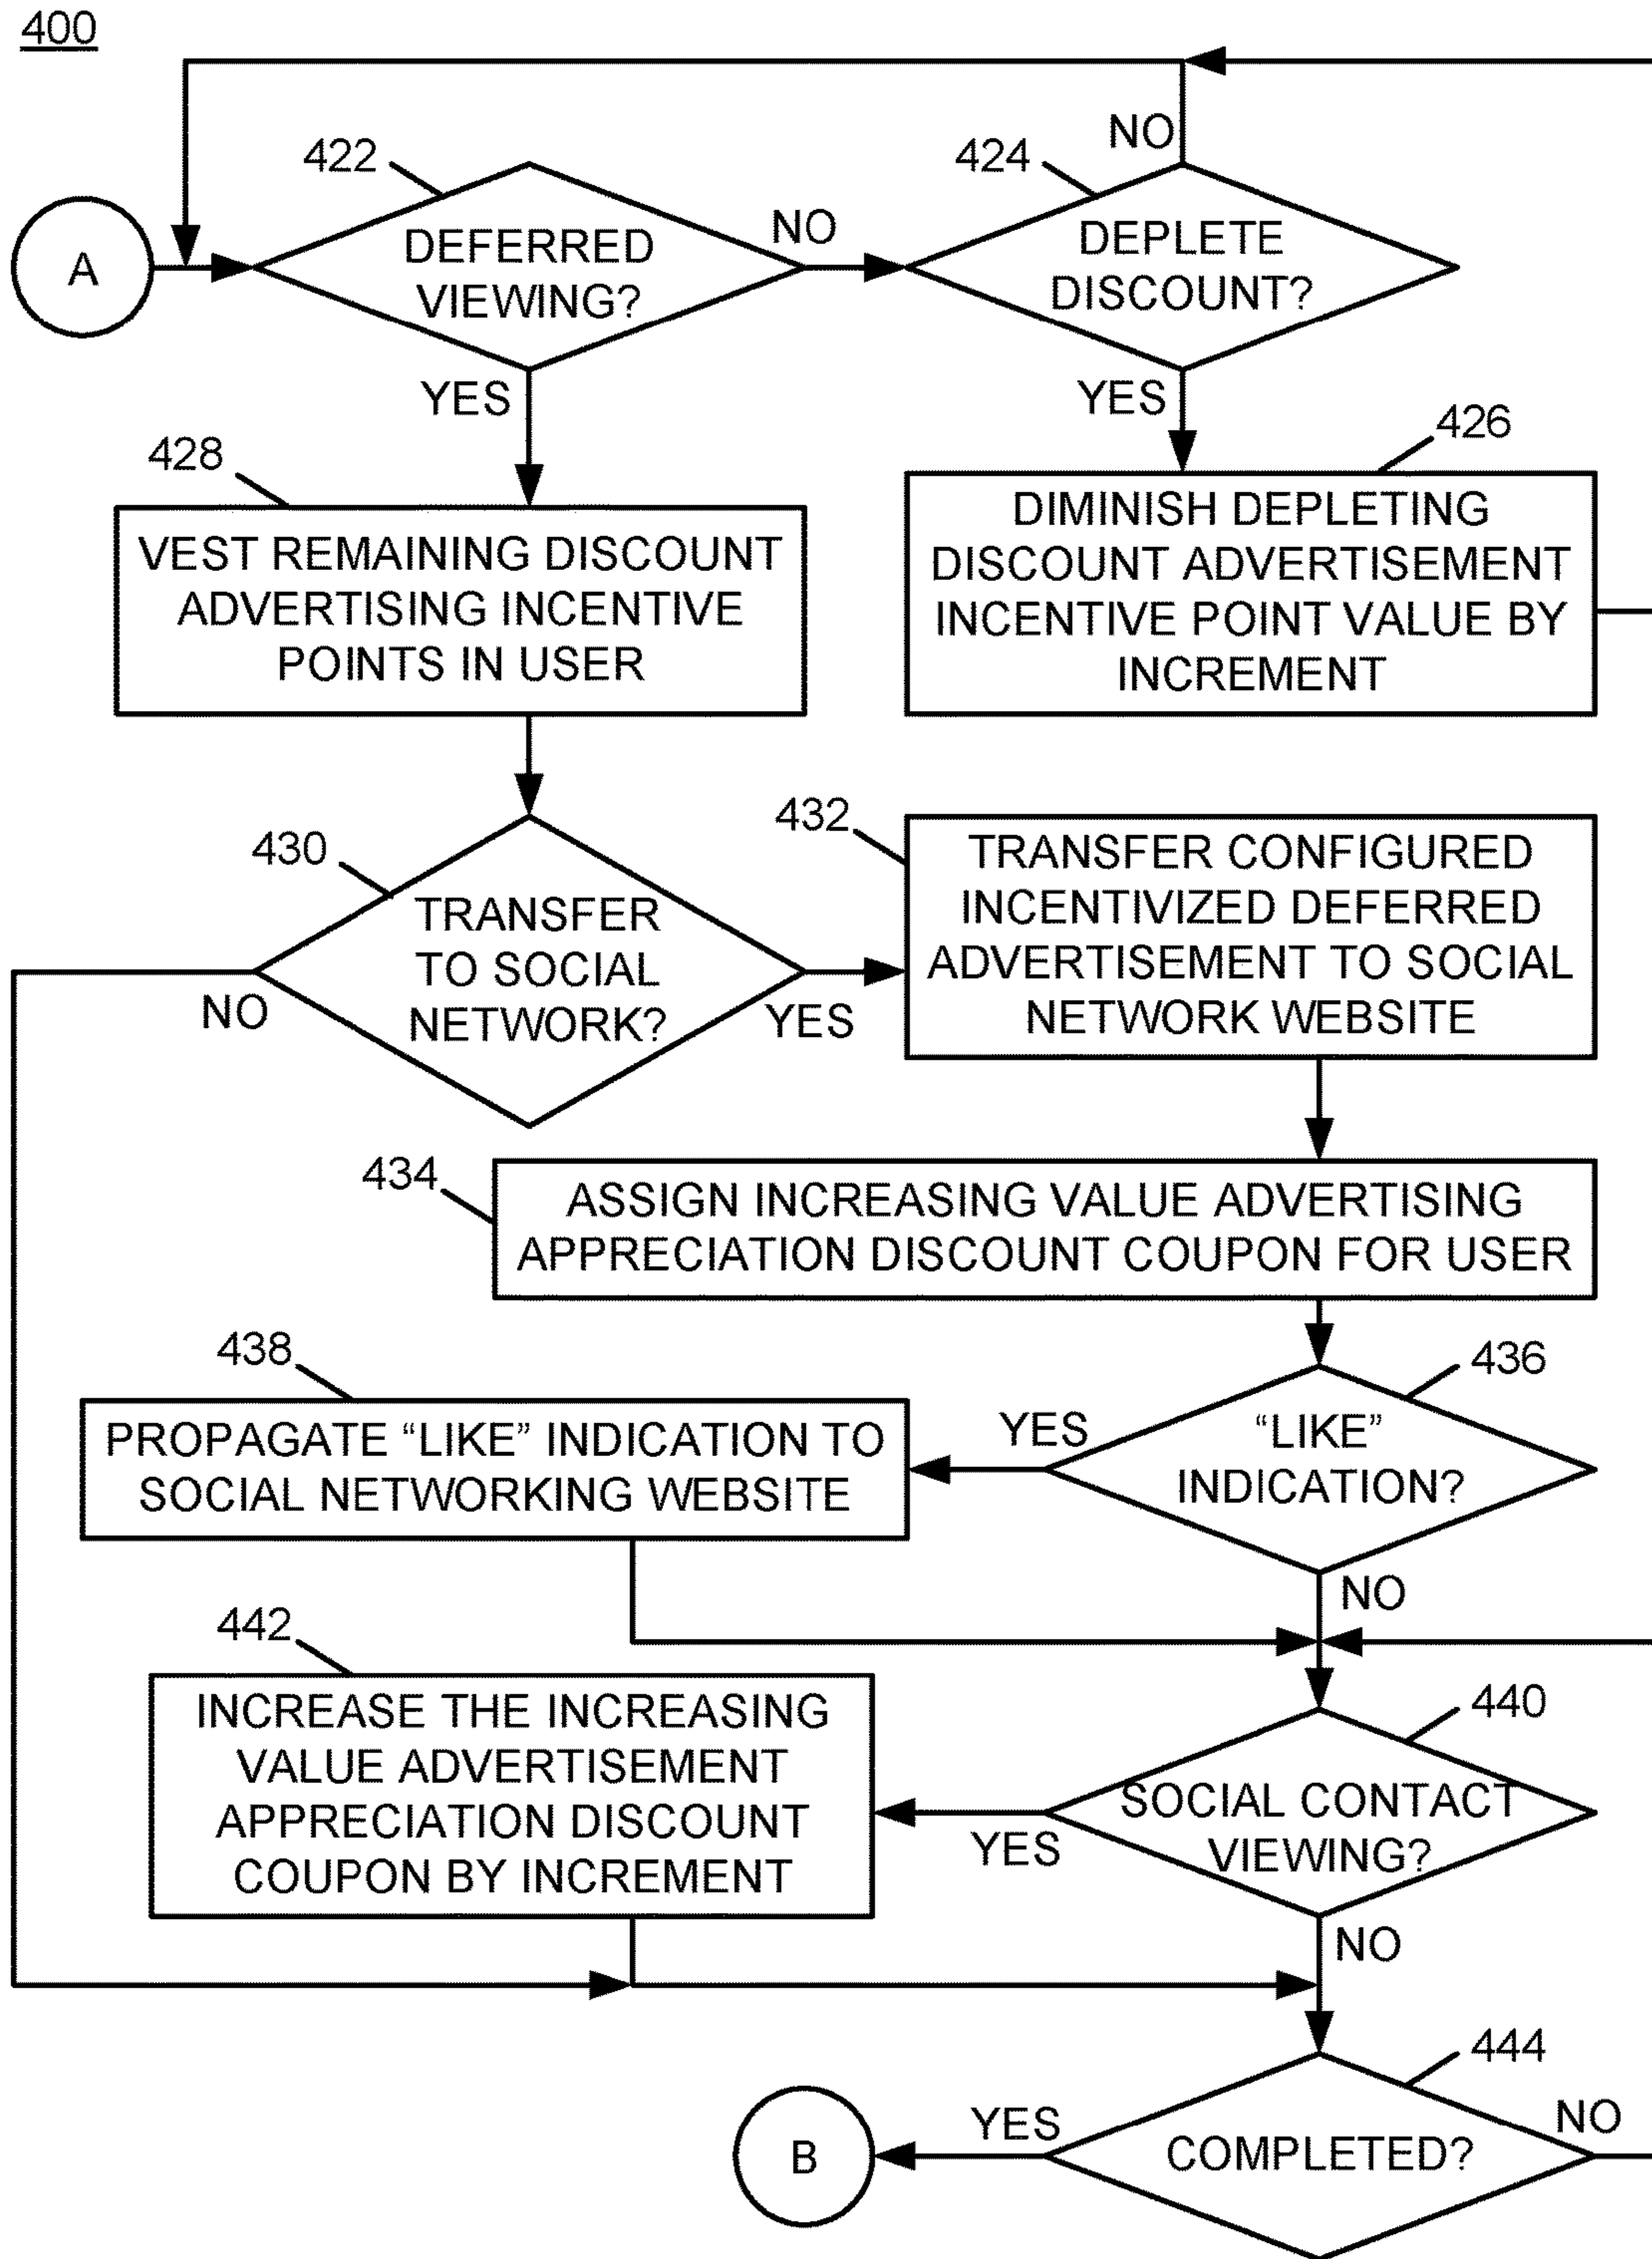 400
422
424
NO
A
DEFERRED
VIEWING?
NO
DEPLETE
DISCOUNT?
YES
YES
428
426
VEST REMAINING DISCOUNT
ADVERTISING INCENTIVE
POINTS IN USER
DIMINISH DEPLETING
DISCOUNT ADVERTISEMENT
INCENTIVE POINT VALUE BY
INCREMENT
430
432
TRANSFER
TO SOCIAL
NETWORK?
NO
YES
TRANSFER CONFIGURED
INCENTIVIZED DEFERRED
ADVERTISEMENT TO SOCIAL
NETWORK WEBSITE
434
ASSIGN INCREASING VALUE ADVERTISING
APPRECIATION DISCOUNT COUPON FOR USER
438
436
PROPAGATE “LIKE” INDICATION TO
SOCIAL NETWORKING WEBSITE
YES
“LIKE”
INDICATION?
NO
442
440
INCREASE THE INCREASING
VALUE ADVERTISEMENT
APPRECIATION DISCOUNT
COUPON BY INCREMENT
YES
SOCIAL CONTACT
VIEWING?
NO
444
B
YES
COMPLETED?
NO